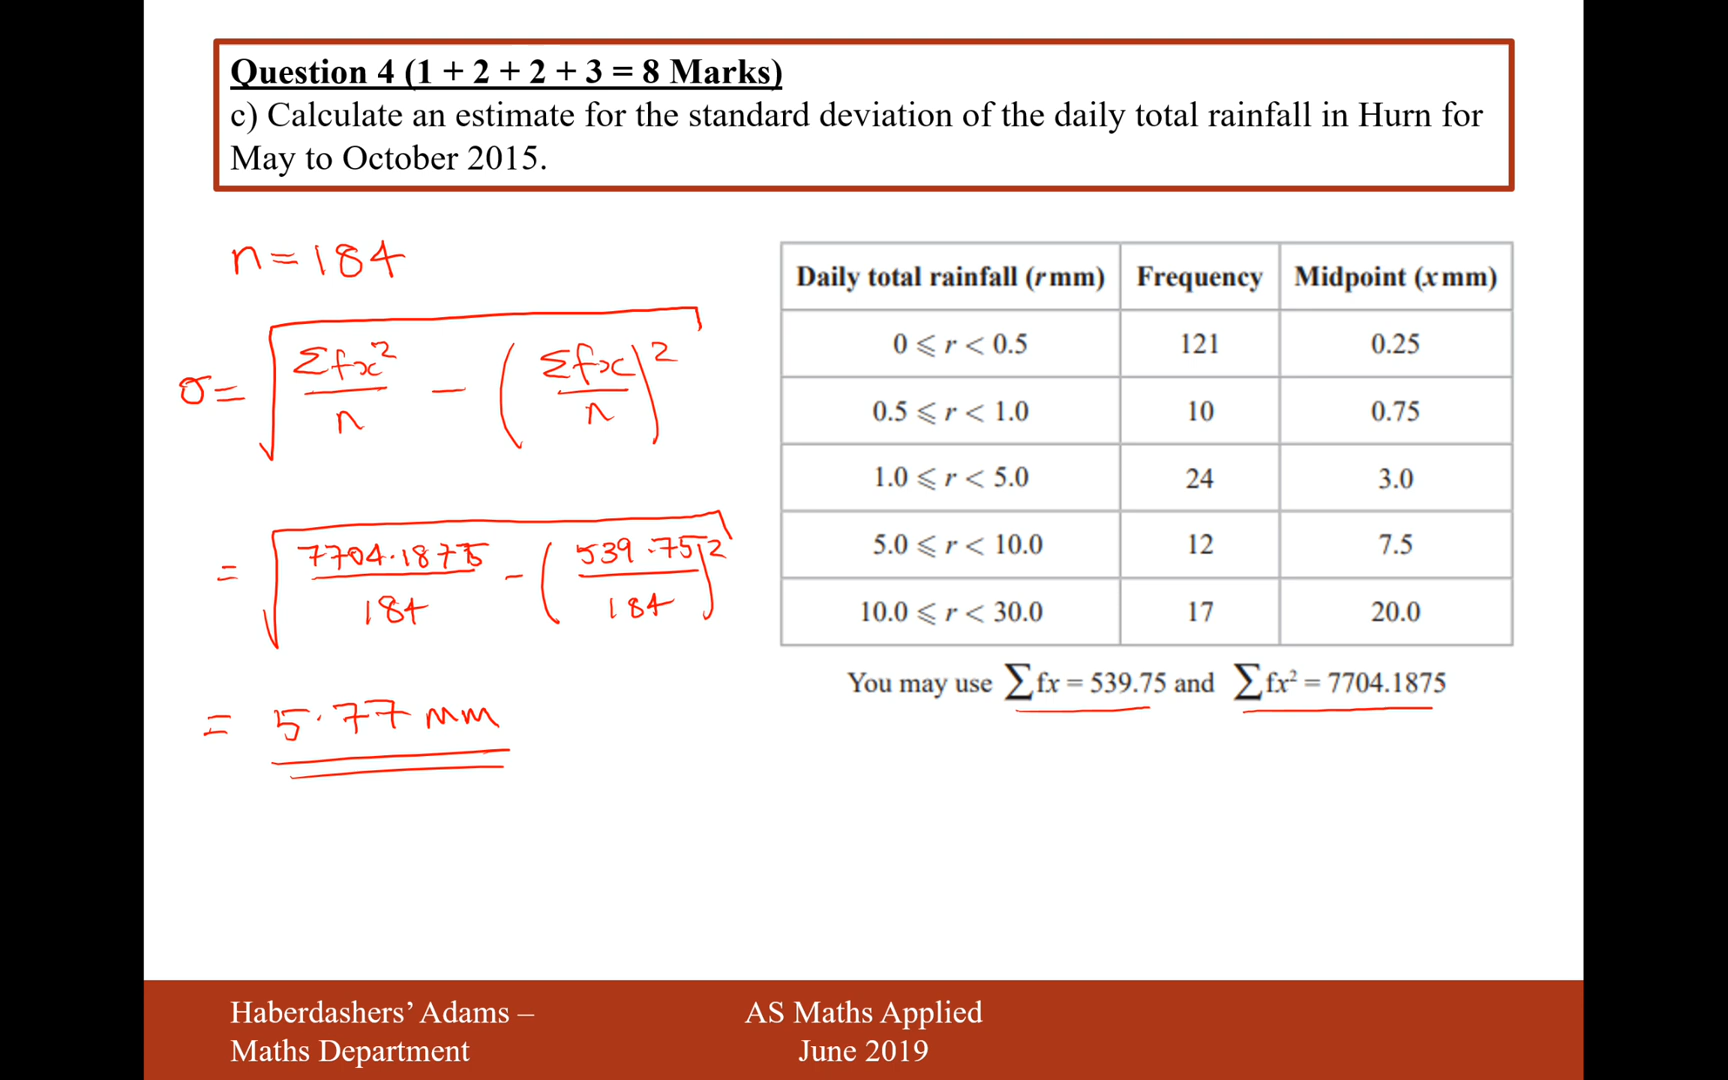 Question 4 (1 + 2 + 2 + 3 = 8 Marks)
c) Calculate an estimate for the standard deviation of the daily total rainfall in Hurn for
May to October 2015.
n = 184
σ = √( Σfx² / n − ( Σfx / n )² )
= √( 7704.1875 / 184 − ( 539.75 / 184 )² )
= 5.77 mm
Daily total rainfall (r mm) Frequency Midpoint (x mm)
0 ⩽ r < 0.5 121 0.25
0.5 ⩽ r < 1.0 10 0.75
1.0 ⩽ r < 5.0 24 3.0
5.0 ⩽ r < 10.0 12 7.5
10.0 ⩽ r < 30.0 17 20.0
You may use ∑fx = 539.75 and ∑fx² = 7704.1875
Haberdashers’ Adams –
Maths Department
AS Maths Applied
June 2019